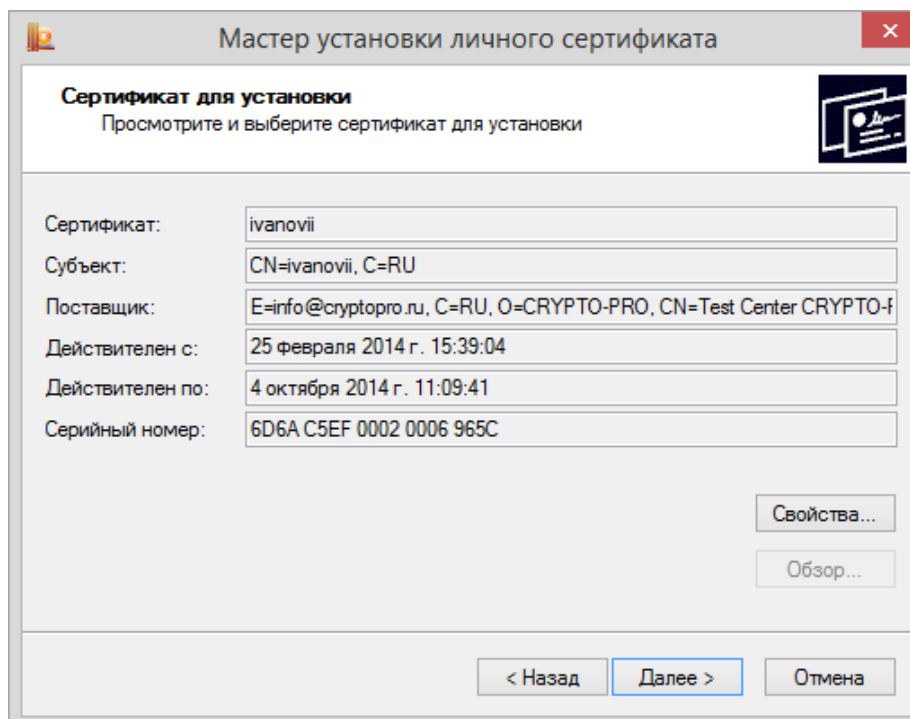 Мастер установки личного сертификата
Сертификат для установки
Просмотрите и выберите сертификат для установки
Сертификат: ivanovii
Субъект: CN=ivanovii, C=RU
Поставщик: E=info@cryptopro.ru, C=RU, O=CRYPTO-PRO, CN=Test Center CRYPTO-
Действителен с: 25 февраля 2014 г. 15:39:04
Действителен по: 4 октября 2014 г. 11:09:41
Серийный номер: 6D6A C5EF 0002 0006 965C
Свойства...
Обзор...
< Назад Далее > Отмена